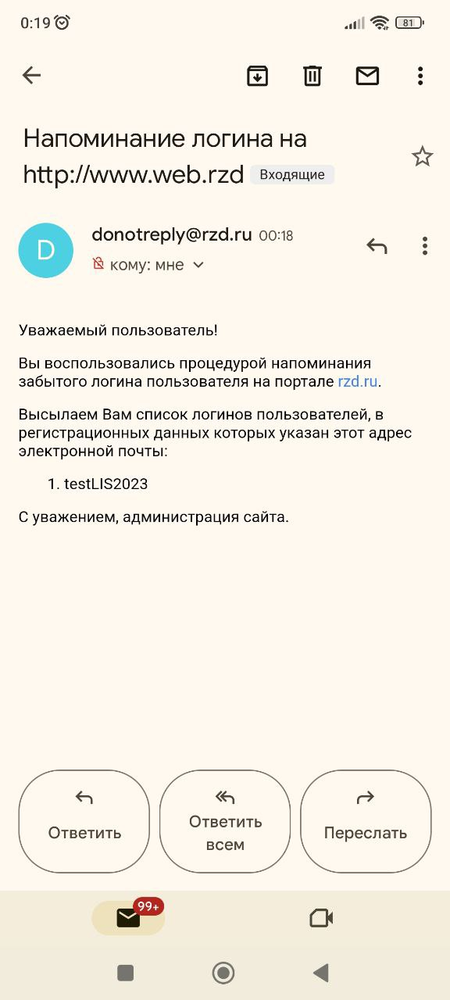 0:19
81
Напоминание логина на
http://www.web.rzd Входящие
D
donotreply@rzd.ru 00:18
кому: мне
Уважаемый пользователь!
Вы воспользовались процедурой напоминания
забытого логина пользователя на портале rzd.ru.
Высылаем Вам список логинов пользователей, в
регистрационных данных которых указан этот адрес
электронной почты:
1. testLIS2023
С уважением, администрация сайта.
Ответить
Ответить
всем
Переслать
99+